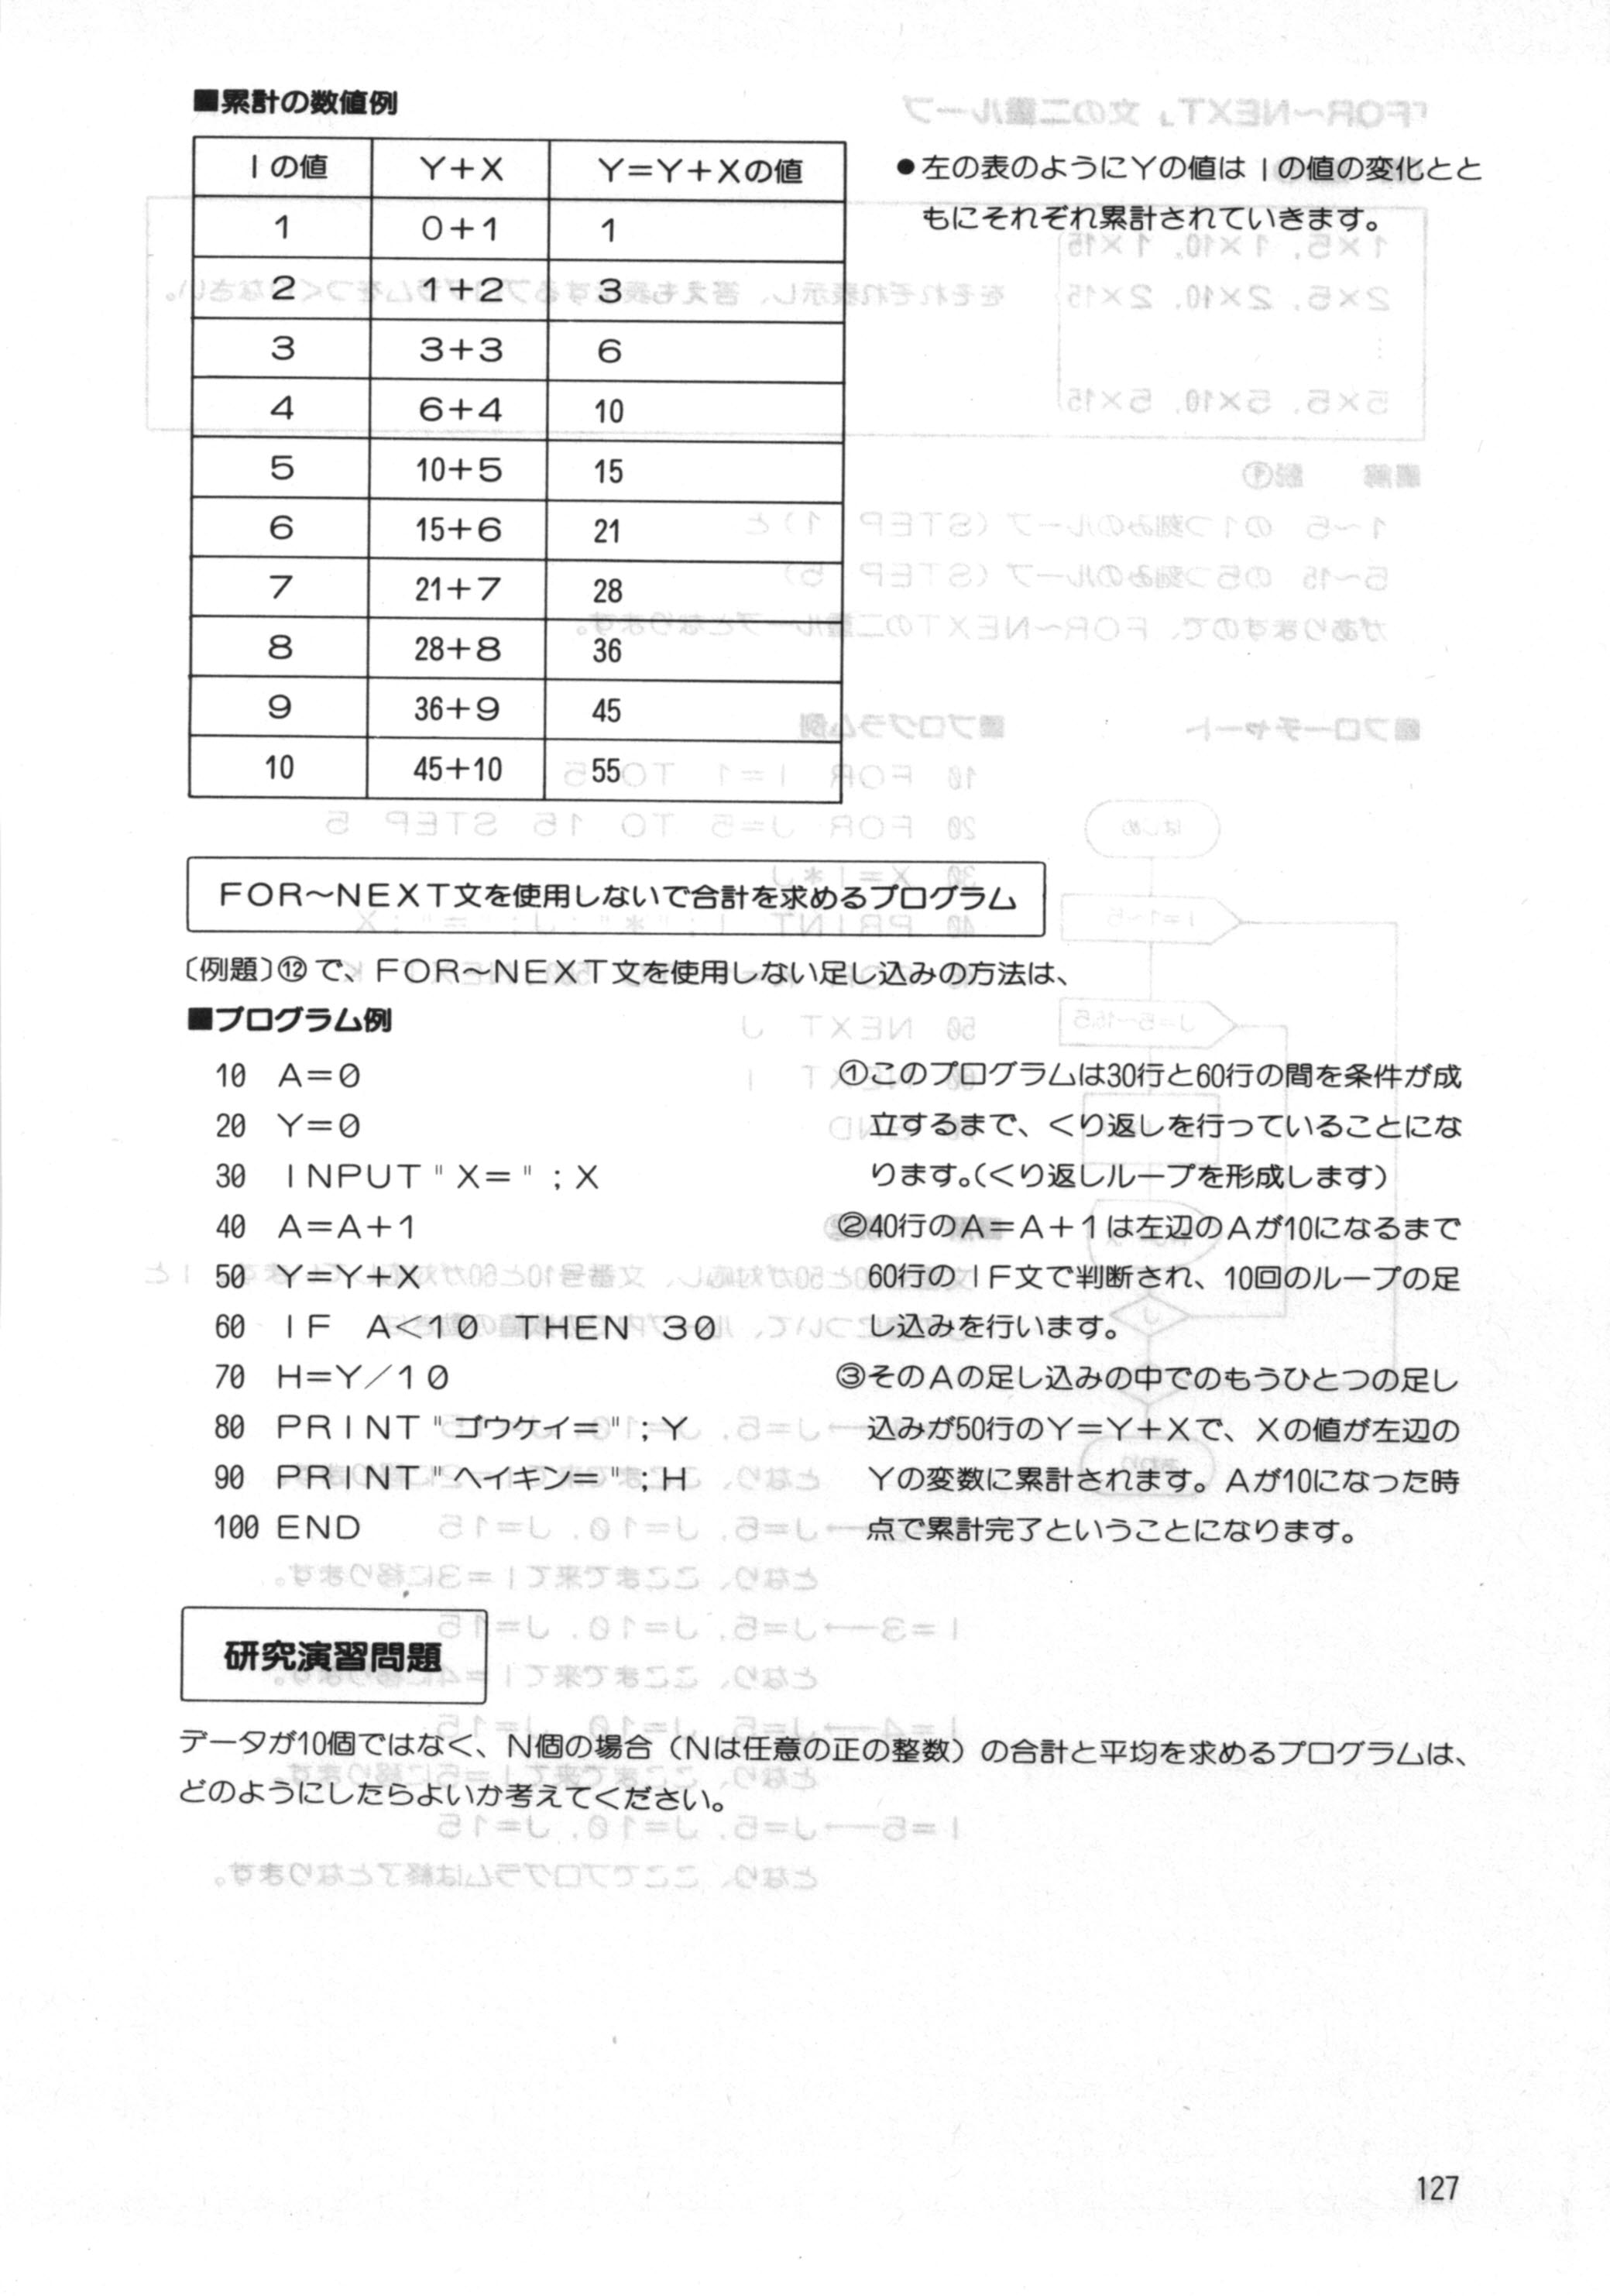 ■累計の数値例
Iの値 Y+X Y=Y+Xの値
1 0+1 1
2 1+2 3
3 3+3 6
4 6+4 10
5 10+5 15
6 15+6 21
7 21+7 28
8 28+8 36
9 36+9 45
10 45+10 55
●左の表のようにYの値はIの値の変化とと
もにそれぞれ累計されていきます。
FOR〜NEXT文を使用しないで合計を求めるプログラム
〔例題〕⑫で、FOR〜NEXT文を使用しない足し込みの方法は、
■プログラム例
10 A=0
20 Y=0
30 INPUT"X=";X
40 A=A+1
50 Y=Y+X
60 IF A<10 THEN 30
70 H=Y/10
80 PRINT"ゴウケイ=";Y
90 PRINT"ヘイキン=";H
100 END
①このプログラムは30行と60行の間を条件が成
立するまで、くり返しを行っていることにな
ります。(くり返しループを形成します)
②40行のA=A+1は左辺のAが10になるまで
60行のIF文で判断され、10回のループの足
し込みを行います。
③そのAの足し込みの中でのもうひとつの足し
込みが50行のY=Y+Xで、Xの値が左辺の
Yの変数に累計されます。Aが10になった時
点で累計完了ということになります。
研究演習問題
データが10個ではなく、N個の場合(Nは任意の正の整数)の合計と平均を求めるプログラムは、
どのようにしたらよいか考えてください。
127